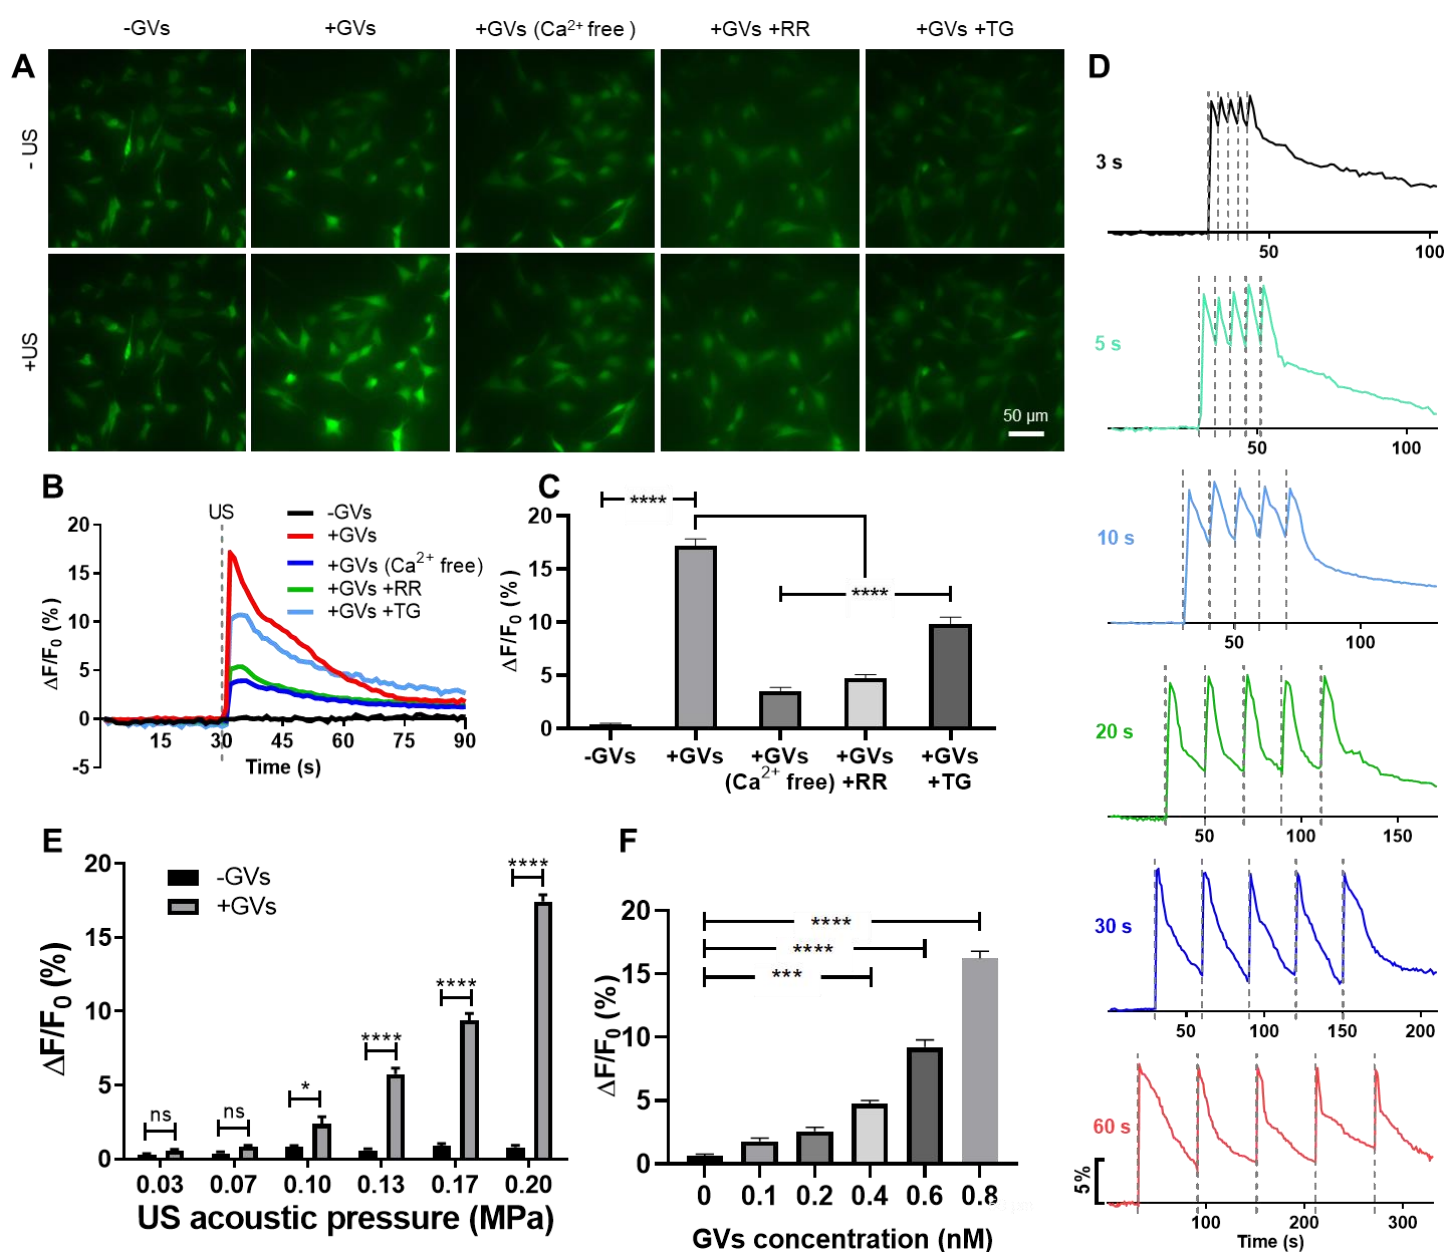 -GVs +GVs +GVs (Ca2+ free ) +GVs +RR +GVs +TG
A
- US
+US
50 μm
B
US
-GVs
+GVs
+GVs (Ca2+ free)
+GVs +RR
+GVs +TG
ΔF/F0 (%)
20
15
10
5
0
-5
15 30 45 60 75 90
Time (s)
C
ΔF/F0 (%)
20
15
10
5
0
****
****
-GVs +GVs +GVs +GVs +GVs
(Ca2+ free) +RR +TG
D
3 s
50 100
5 s
50 100
10 s
50 100
20 s
50 100 150
30 s
50 100 150 200
60 s
5%
100 200 300
Time (s)
E
-GVs
+GVs
ΔF/F0 (%)
20
15
10
5
0
ns ns * **** **** ****
0.03 0.07 0.10 0.13 0.17 0.20
US acoustic pressure (MPa)
F
ΔF/F0 (%)
20
15
10
5
0
****
****
***
0 0.1 0.2 0.4 0.6 0.8
GVs concentration (nM)